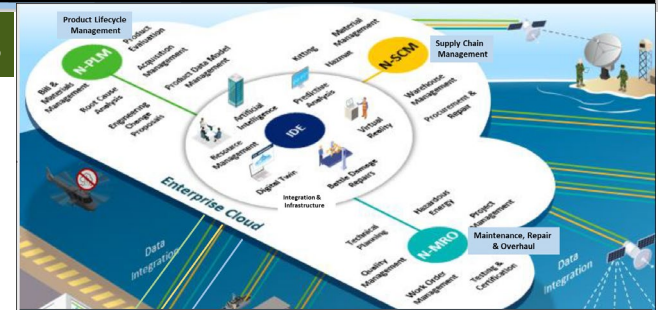 Product Lifecycle
Management
N-PLM
Product
Evaluation
Acquisition
Management
Product Data Model
Management
Bill &
Materials
Management
Root Cause
Analysis
Engineering
Change
Proposals
Supply Chain
Management
N-SCM
Material
Management
Kitting
Hazmat
Warehouse
Management
Procurement &
Repair
IDE
Artificial
Intelligence
Predictive
Analysis
Resource
Management
Virtual
Reality
Digital Twin
Battle Damage
Repairs
Integration &
Infrastructure
Enterprise Cloud
Maintenance, Repair
& Overhaul
N-MRO
Hazardous
Energy
Project
Management
Technical
Planning
Quality
Management
Work Order
Management
Testing &
Certification
Data
Integration
Data
Integration